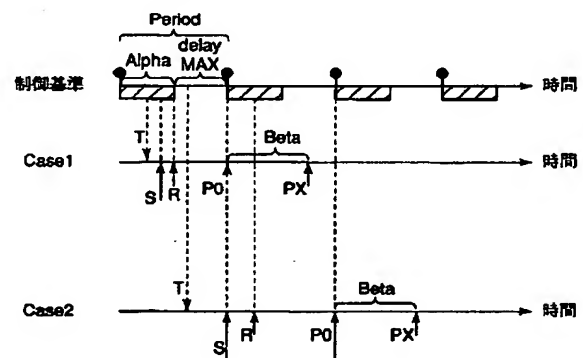 Period
delay
Alpha MAX
制御基準 時間
T Beta
Case1 時間
S R P0 PX
T Beta
Case2 時間
S R P0 PX